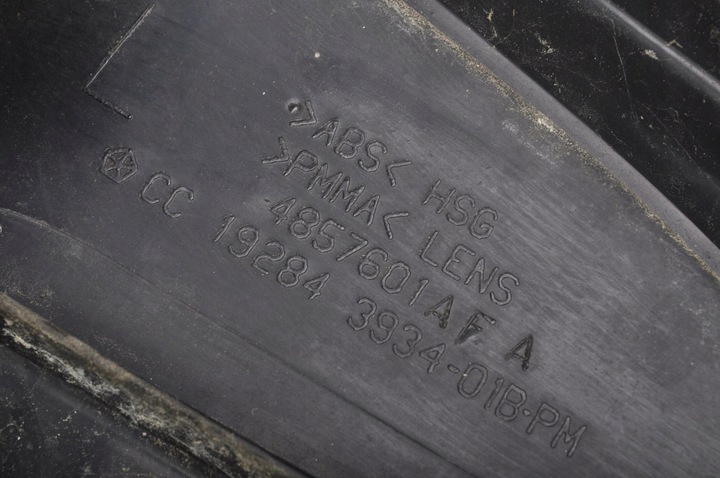 >ABS< HSG
>PMMA< LENS
4857601AF A
CC 19284 3934-01B-PM